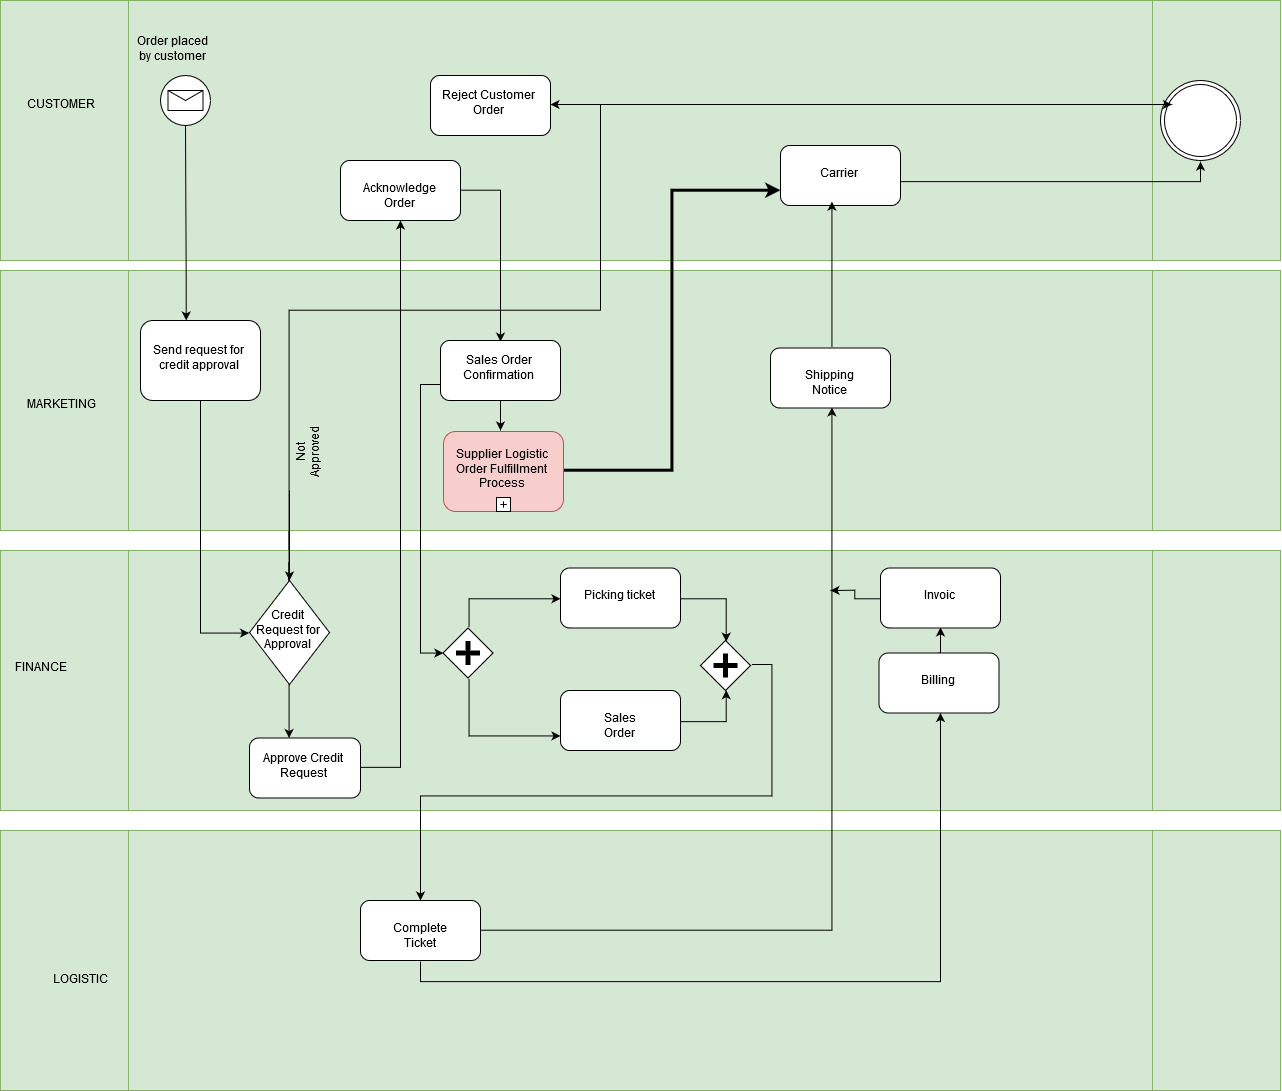 Order placed
by customer
CUSTOMER
Reject Customer
Order
Acknowledge
Order
Carrier
MARKETING
Send request for
credit approval
Not
Approved
Sales Order
Confirmation
Supplier Logistic
Order Fulfillment
Process
Shipping
Notice
FINANCE
Credit
Request for
Approval
Approve Credit
Request
Picking ticket
Sales
Order
Invoic
Billing
LOGISTIC
Complete
Ticket